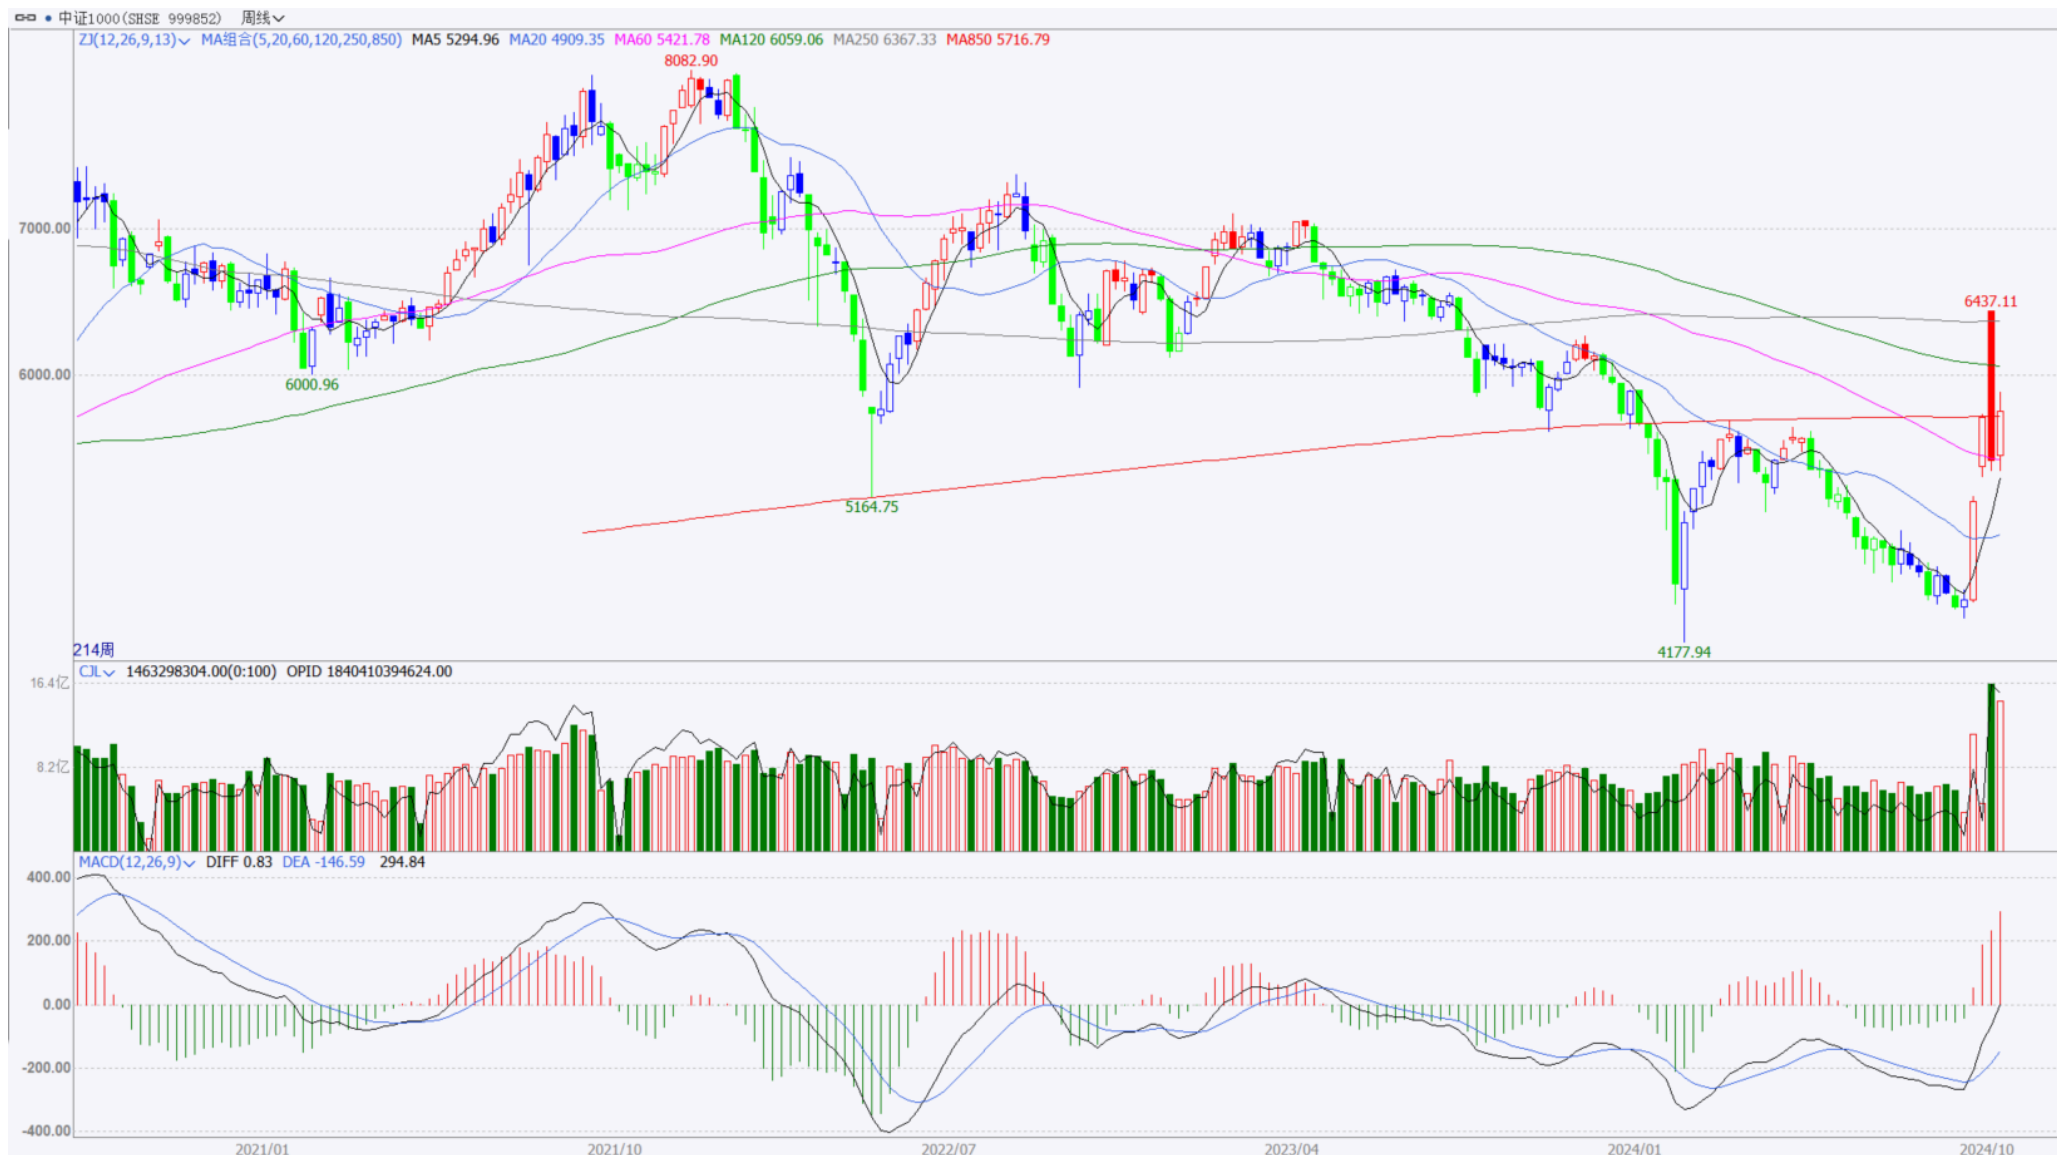 中证1000(SHSE 999852) 周线
ZJ(12,26,9,13) MA组合(5,20,60,120,250,850) MA5 5294.96 MA20 4909.35 MA60 5421.78 MA120 6059.06 MA250 6367.33 MA850 5716.79
8082.90
7000.00
6437.11
6000.00
6000.96
5164.75
4177.94
214周
CJL 1463298304.00(0:100) OPID 1840410394624.00
16.4亿
8.2亿
MACD(12,26,9) DIFF 0.83 DEA -146.59 294.84
400.00
200.00
0.00
-200.00
-400.00
2021/01 2021/10 2022/07 2023/04 2024/01 2024/10